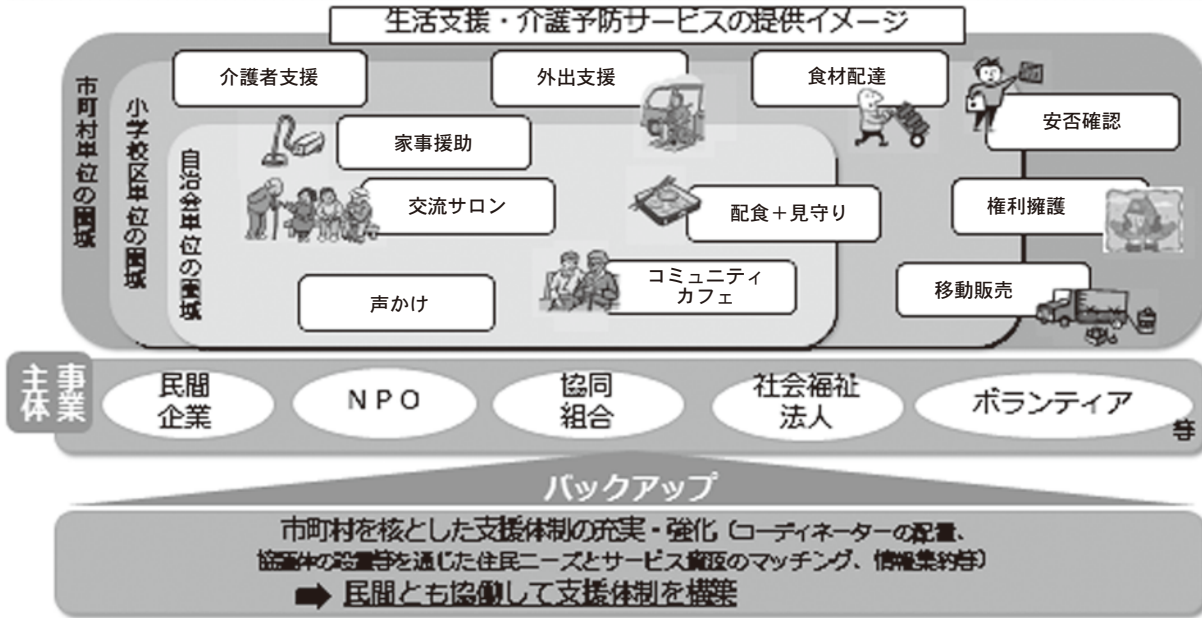 生活支援・介護予防サービスの提供イメージ
市町村単位の圏域
小学校区単位の圏域
自治会単位の圏域
介護者支援
外出支援
食材配達
安否確認
家事援助
交流サロン
配食+見守り
権利擁護
声かけ
コミュニティ
カフェ
移動販売
事業
主体
民間
企業
NPO
協同
組合
社会福祉
法人
ボランティア
等
バックアップ
市町村を核とした支援体制の充実・強化(コーディネーターの配置、
協議体の設置等を通じた住民ニーズとサービス資源のマッチング、情報集約等)
➡ 民間とも協働して支援体制を構築